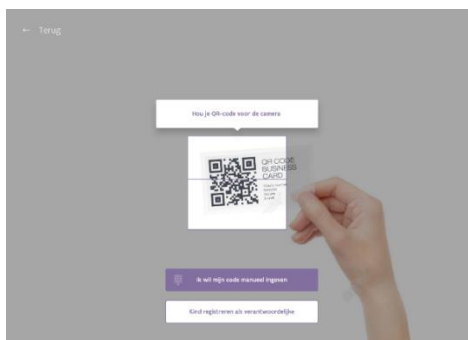 ← Terug
Hou je QR-code voor de camera
QR CODE
BUSINESS
CARD
Ik wil mijn code manueel ingeven
Kind registreren als verantwoordelijke